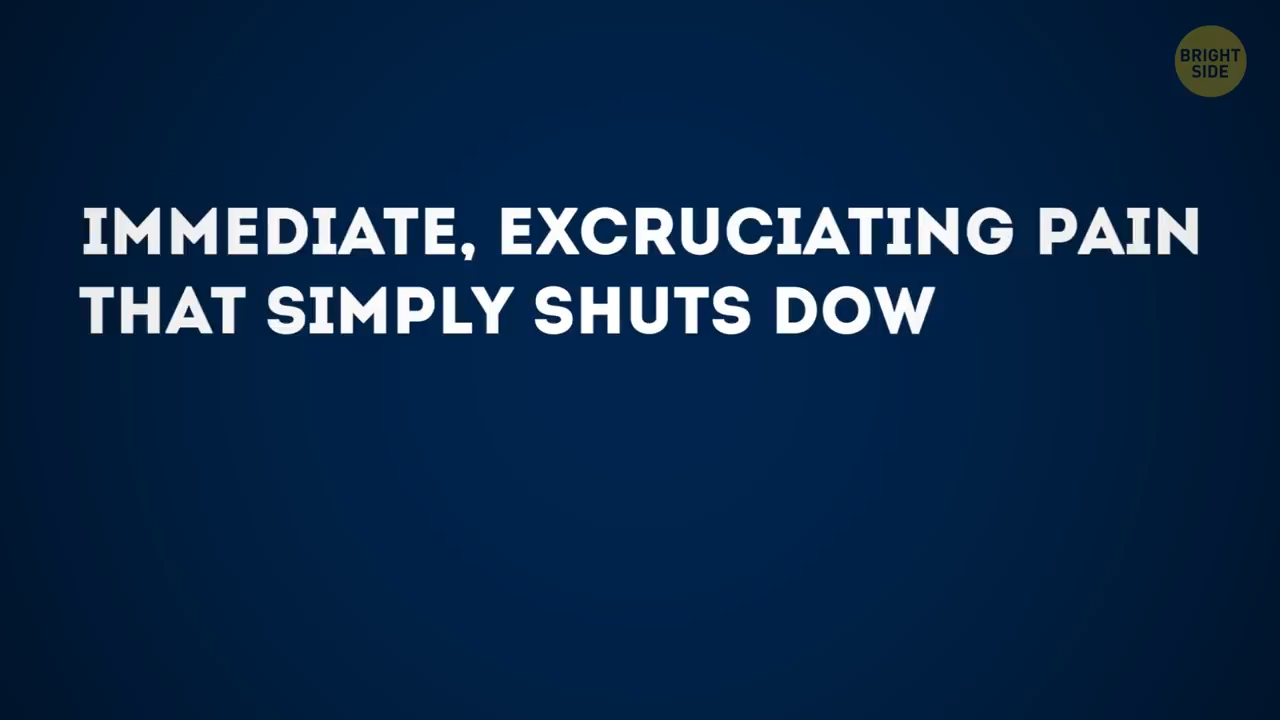 BRIGHT
SIDE
IMMEDIATE, EXCRUCIATING PAIN
THAT SIMPLY SHUTS DOW